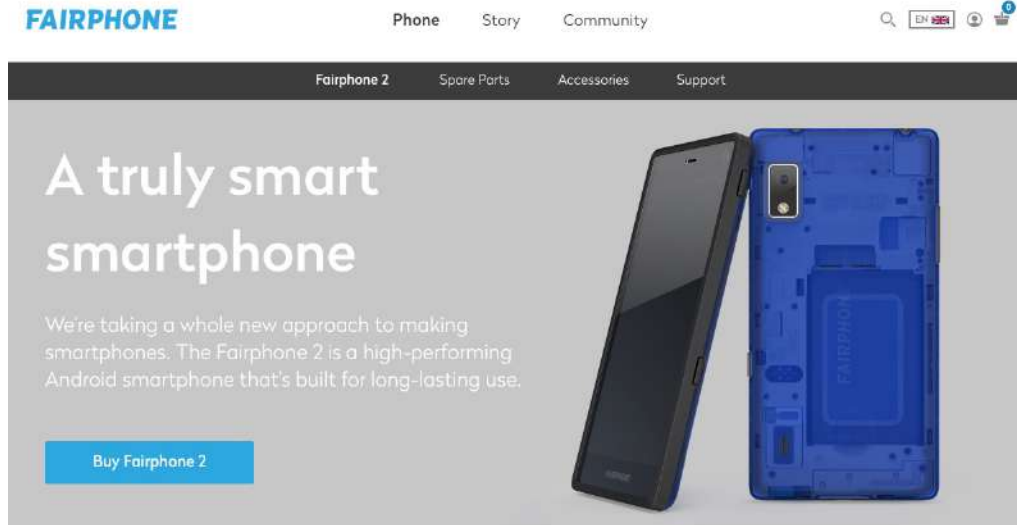 FAIRPHONE
Phone Story Community
EN
0
Fairphone 2 Spare Parts Accessories Support
A truly smart
smartphone
We're taking a whole new approach to making
smartphones. The Fairphone 2 is a high-performing
Android smartphone that's built for long-lasting use.
Buy Fairphone 2
FAIRPHONE
FAIRPHONE